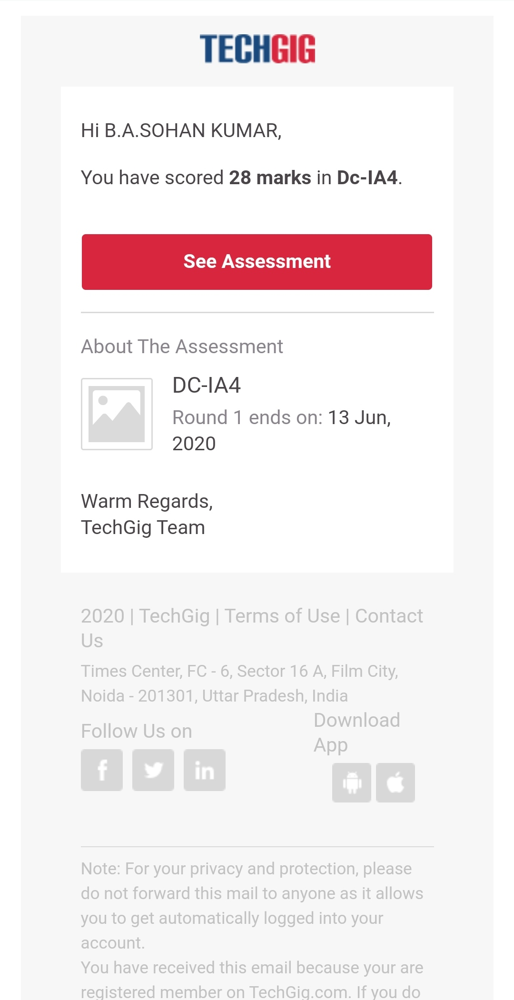 TECHGIG
Hi B.A.SOHAN KUMAR,
You have scored 28 marks in Dc-IA4.
See Assessment
About The Assessment
DC-IA4
Round 1 ends on: 13 Jun,
2020
Warm Regards,
TechGig Team
2020 | TechGig | Terms of Use | Contact
Us
Times Center, FC - 6, Sector 16 A, Film City,
Noida - 201301, Uttar Pradesh, India
Follow Us on
f
in
Download
App
Note: For your privacy and protection, please
do not forward this mail to anyone as it allows
you to get automatically logged into your
account.
You have received this email because your are
registered member on TechGig.com. If you do